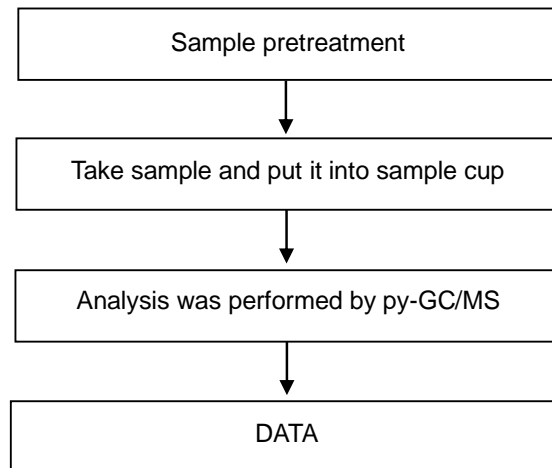 Sample pretreatment
Take sample and put it into sample cup
Analysis was performed by py-GC/MS
DATA